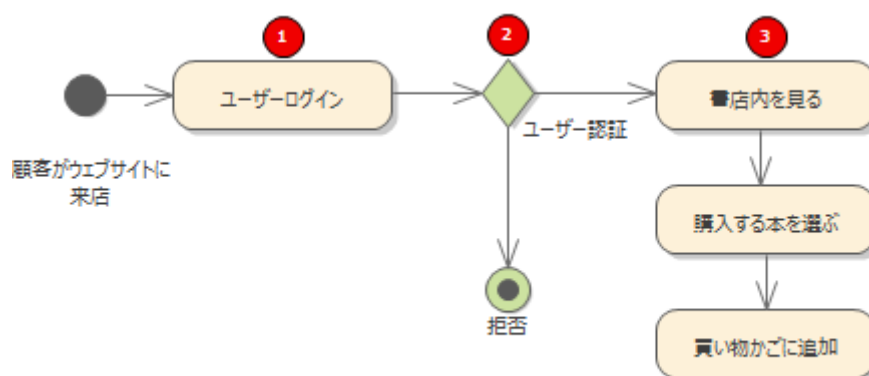 1
2
3
ユーザーログイン
書店内を見る
ユーザー認証
顧客がウェブサイトに
来店
購入する本を選ぶ
拒否
買い物かごに追加